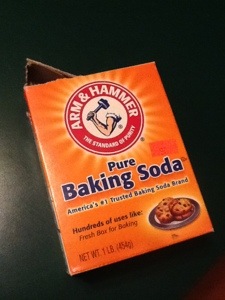 ARM & HAMMER
THE STANDARD OF PURITY
Pure
Baking Soda
America's #1 Trusted Baking Soda Brand
Hundreds of uses like:
Fresh Box for Baking
NET WT. 1 LB. (454g)